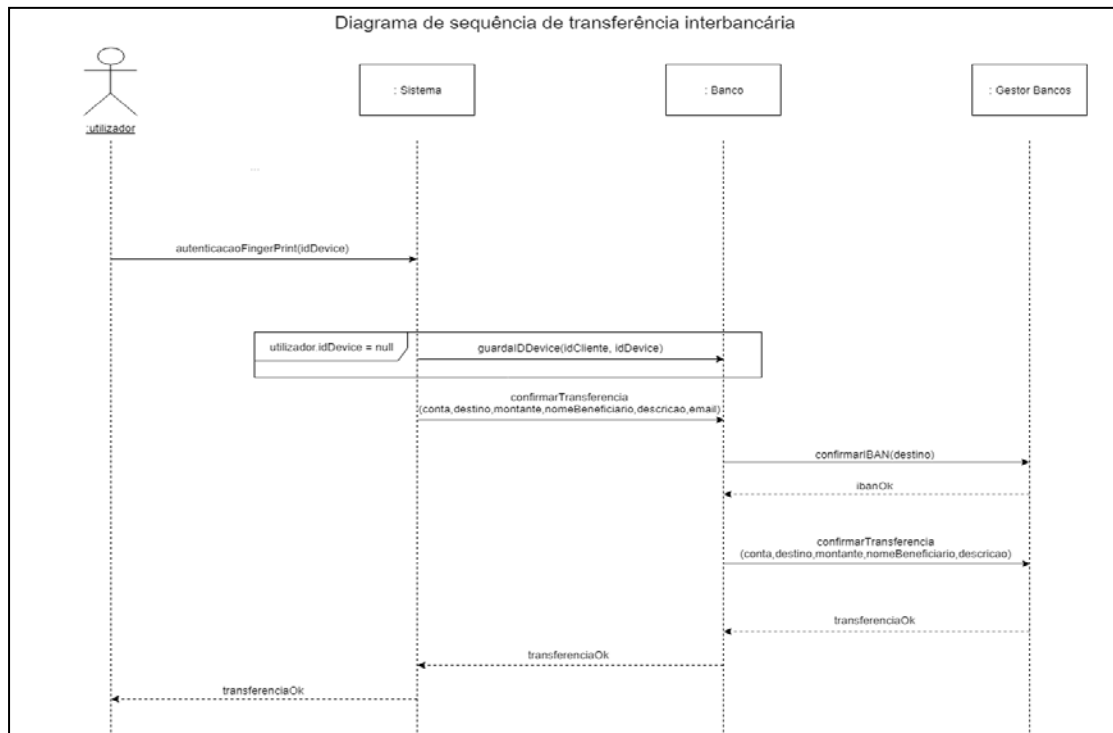 Diagrama de sequência de transferência interbancária
:utilizador
: Sistema
: Banco
: Gestor Bancos
...
autenticacaoFingerPrint(idDevice)
utilizador.idDevice = null
guardaIDDevice(idCliente, idDevice)
confirmarTransferencia
(conta,destino,montante,nomeBeneficiario,descricao,email)
confirmarIBAN(destino)
ibanOk
confirmarTransferencia
(conta,destino,montante,nomeBeneficiario,descricao)
transferenciaOk
transferenciaOk
transferenciaOk